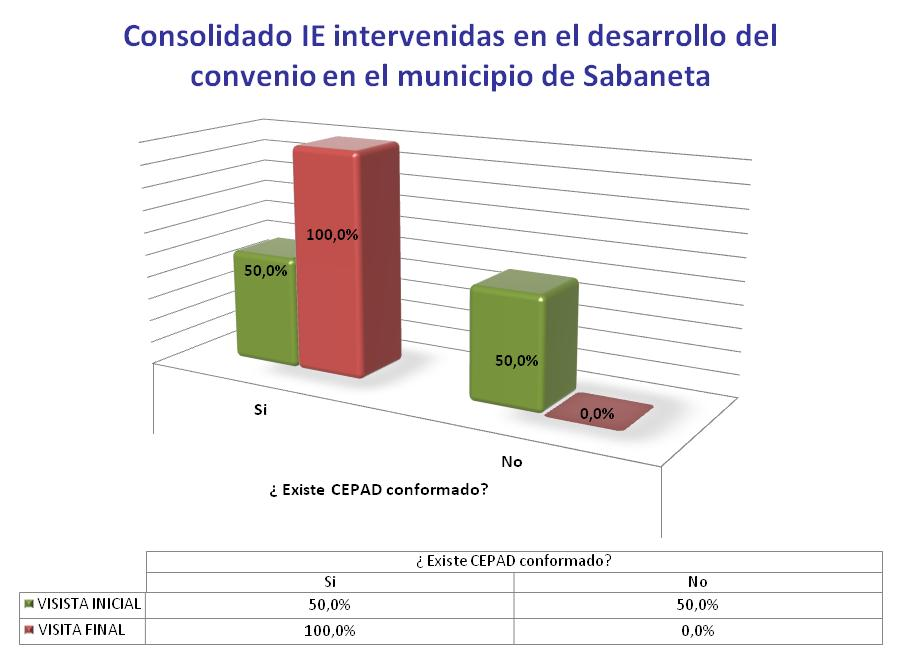 Consolidado IE intervenidas en el desarrollo del
convenio en el municipio de Sabaneta
100,0%
50,0%
50,0%
0,0%
Si
No
¿ Existe CEPAD conformado?
¿ Existe CEPAD conformado?
Si No
VISISTA INICIAL 50,0% 50,0%
VISITA FINAL 100,0% 0,0%